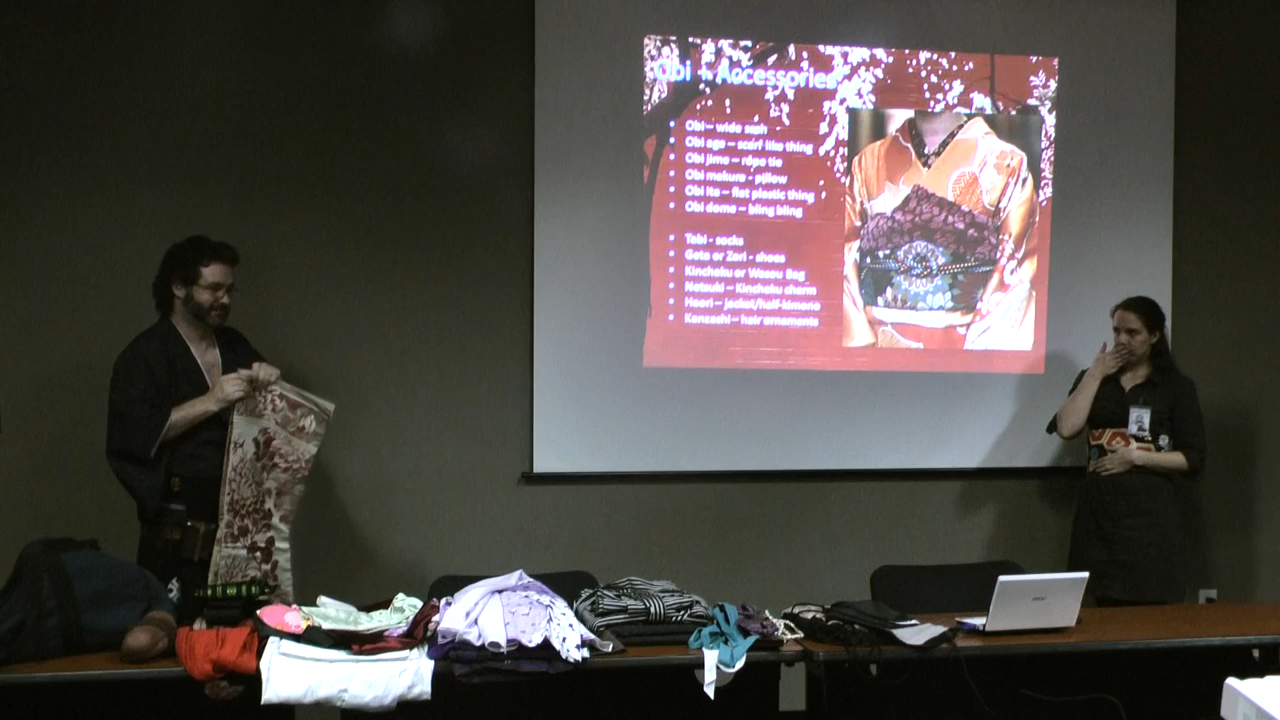 Obi + Accessories
Obi – wide sash
Obi age – scarf like thing
Obi jime – rope tie
Obi makura - pillow
Obi ita – flat plastic thing
Obi dome – bling bling
Tabi - socks
Geta or Zori - shoes
Kinchaku or Wasou Bag
Netsuki – Kinchaku charm
Haori – jacket/half-kimono
Kanzashi – hair ornaments
msi